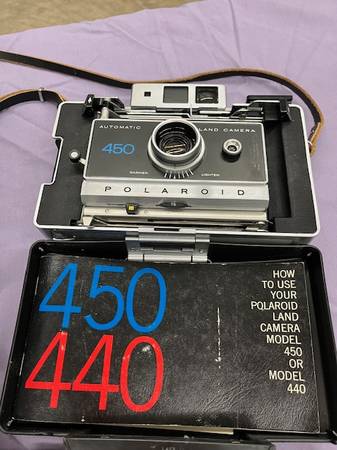 AUTOMATIC LAND CAMERA
450
DARKEN LIGHTEN
POLAROID
450
440
HOW
TO USE
YOUR
POLAROID
LAND
CAMERA
MODEL
450
OR
MODEL
440